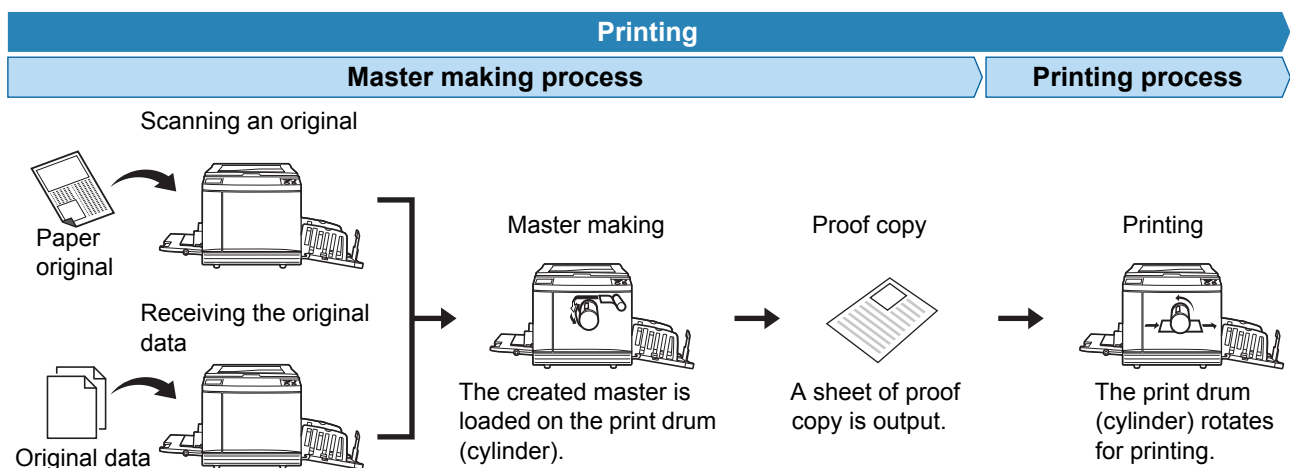 Printing
Master making process
Printing process
Scanning an original
Paper
original
Receiving the original
data
Original data
Master making
The created master is
loaded on the print drum
(cylinder).
Proof copy
A sheet of proof
copy is output.
Printing
The print drum
(cylinder) rotates
for printing.